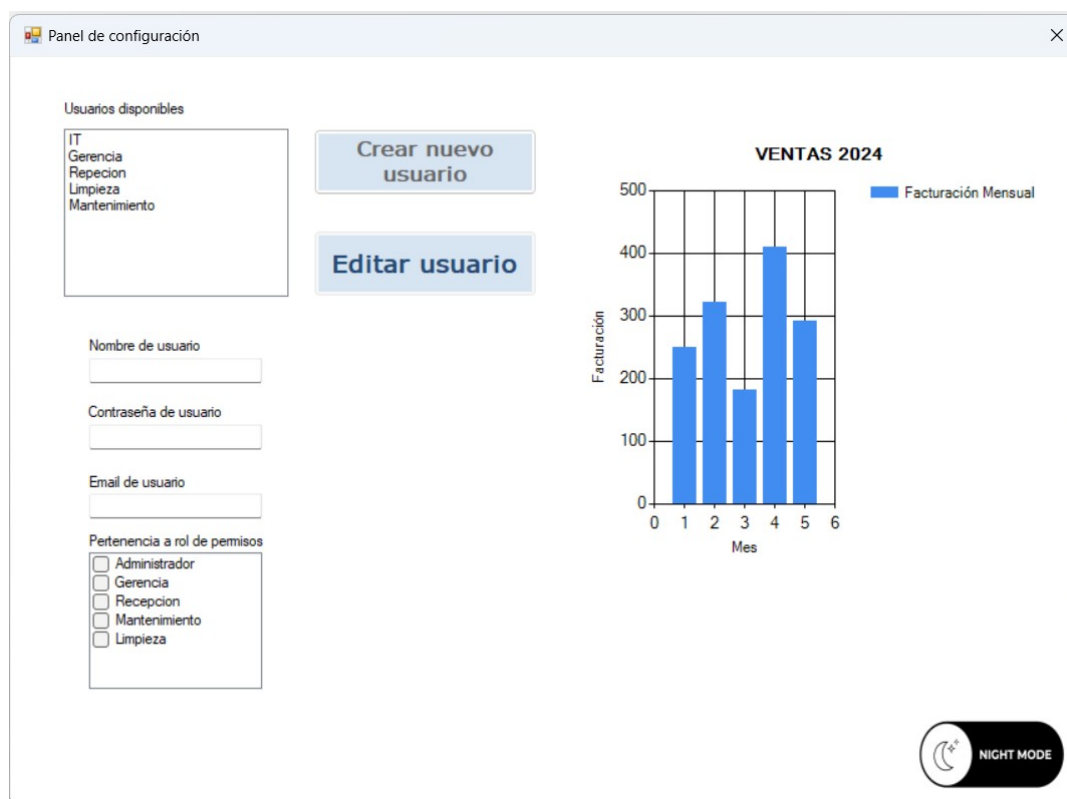 Panel de configuración
Usuarios disponibles
IT
Gerencia
Repecion
Limpieza
Mantenimiento
Crear nuevo
usuario
Editar usuario
Nombre de usuario
Contraseña de usuario
Email de usuario
Pertenencia a rol de permisos
Administrador
Gerencia
Recepcion
Mantenimiento
Limpieza
VENTAS 2024
Facturación Mensual
500
400
300
200
100
0
Facturación
0 1 2 3 4 5 6
Mes
NIGHT MODE